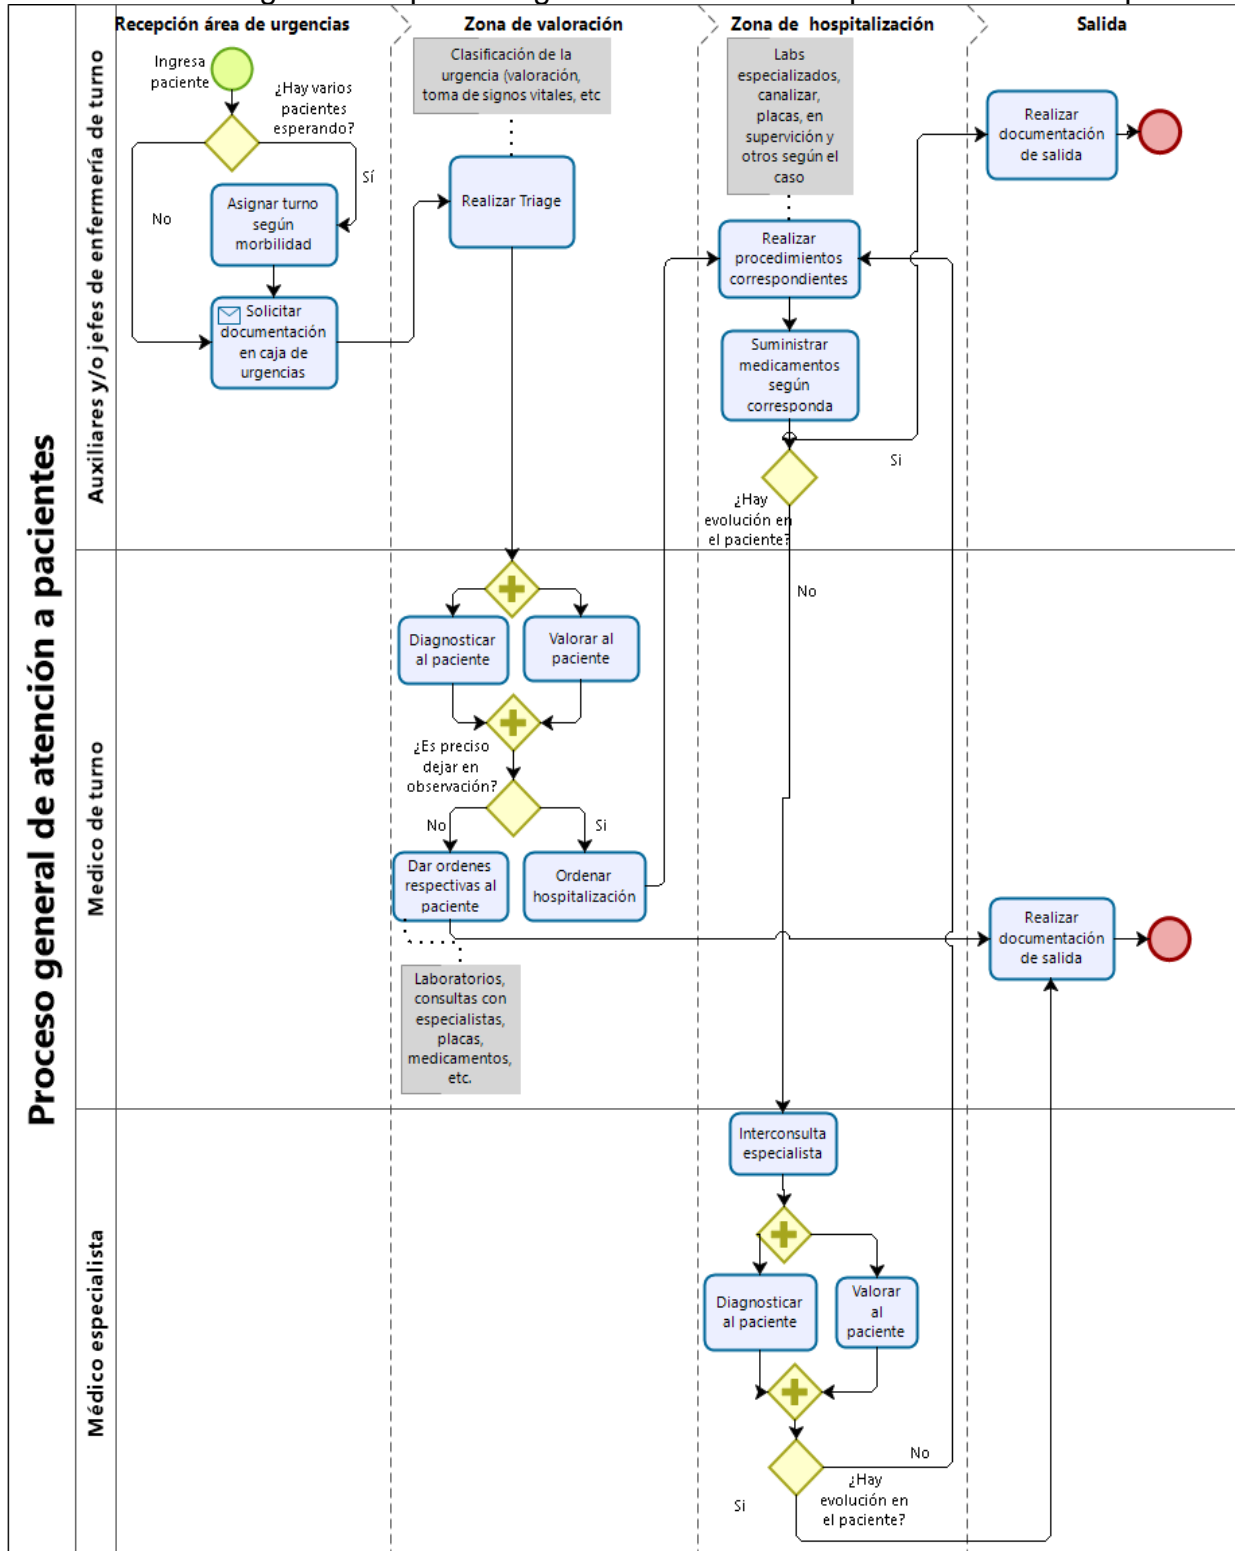 Recepción área de urgencias
Zona de valoración
Zona de hospitalización
Salida
Proceso general de atención a pacientes
Auxiliares y/o jefes de enfermería de turno
Ingresa
paciente
¿Hay varios
pacientes
esperando?
Sí
No
Asignar turno
según
morbilidad
Solicitar
documentación
en caja de
urgencias
Clasificación de la
urgencia (valoración,
toma de signos vitales, etc
Realizar Triage
Labs
especializados,
canalizar,
placas, en
supervición y
otros según el
caso
Realizar
procedimientos
correspondientes
Suministrar
medicamentos
según
corresponda
Si
¿Hay
evolución en
el paciente?
No
Realizar
documentación
de salida
Medico de turno
Diagnosticar
al paciente
Valorar al
paciente
¿Es preciso
dejar en
observación?
No
Si
Dar ordenes
respectivas al
paciente
Ordenar
hospitalización
Laboratorios,
consultas con
especialistas,
placas,
medicamentos,
etc.
Realizar
documentación
de salida
Médico especialista
Interconsulta
especialista
Diagnosticar
al paciente
Valorar
al
paciente
No
¿Hay
evolución en
el paciente?
Si